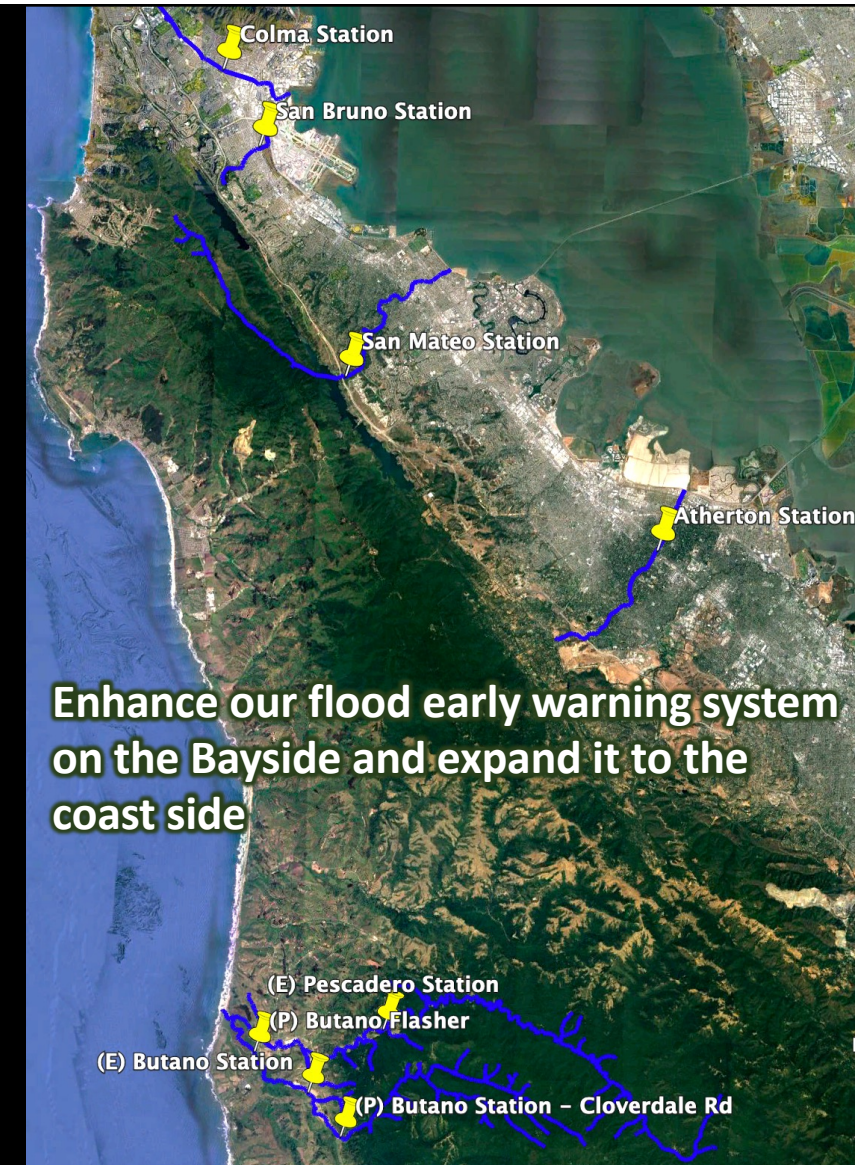 Colma Station
San Bruno Station
San Mateo Station
Atherton Station
Enhance our flood early warning system
on the Bayside and expand it to the
coast side
(E) Pescadero Station
(P) Butano Flasher
(E) Butano Station
(P) Butano Station – Cloverdale Rd